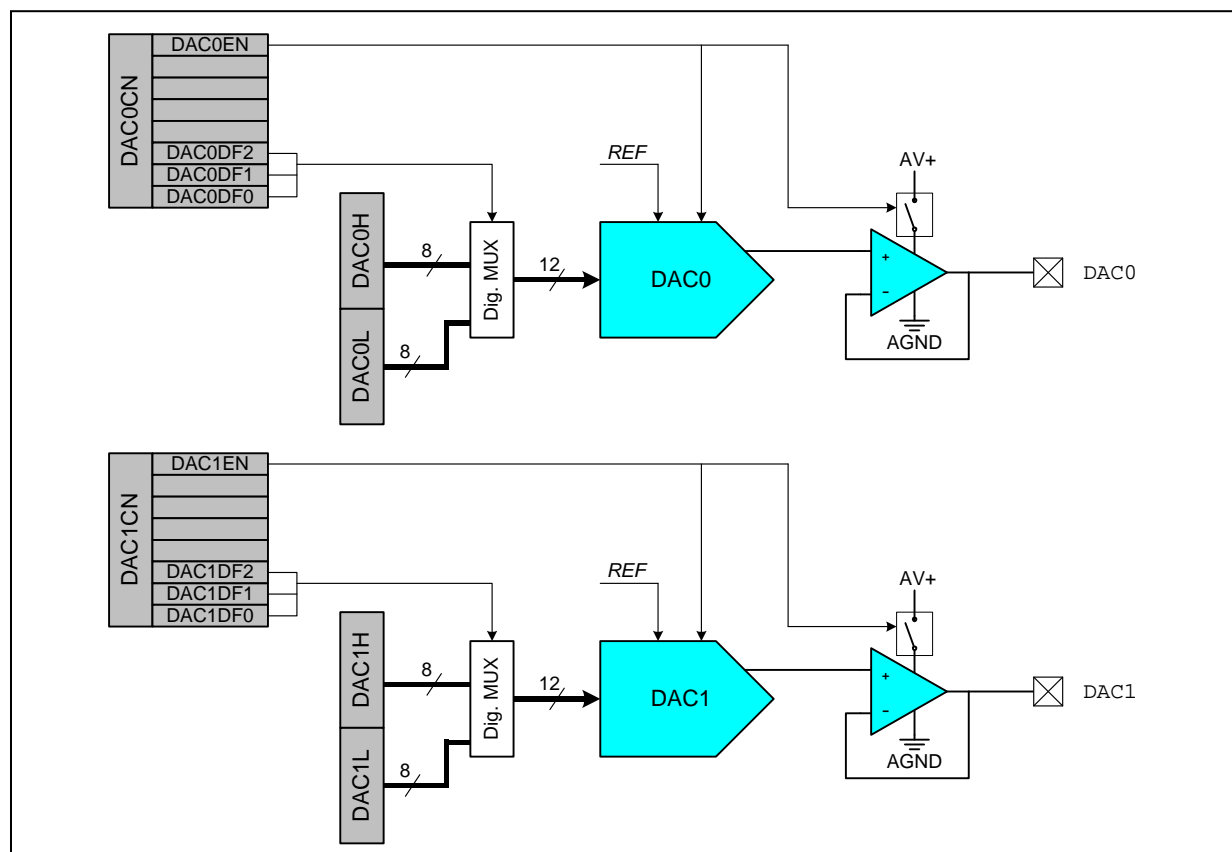 DAC0CN
DAC0EN
DAC0DF2
DAC0DF1
DAC0DF0
DAC0H
DAC0L
8
8
Dig. MUX
12
REF
DAC0
AV+
+
−
AGND
DAC0
DAC1CN
DAC1EN
DAC1DF2
DAC1DF1
DAC1DF0
DAC1H
DAC1L
8
8
Dig. MUX
12
REF
DAC1
AV+
+
−
AGND
DAC1